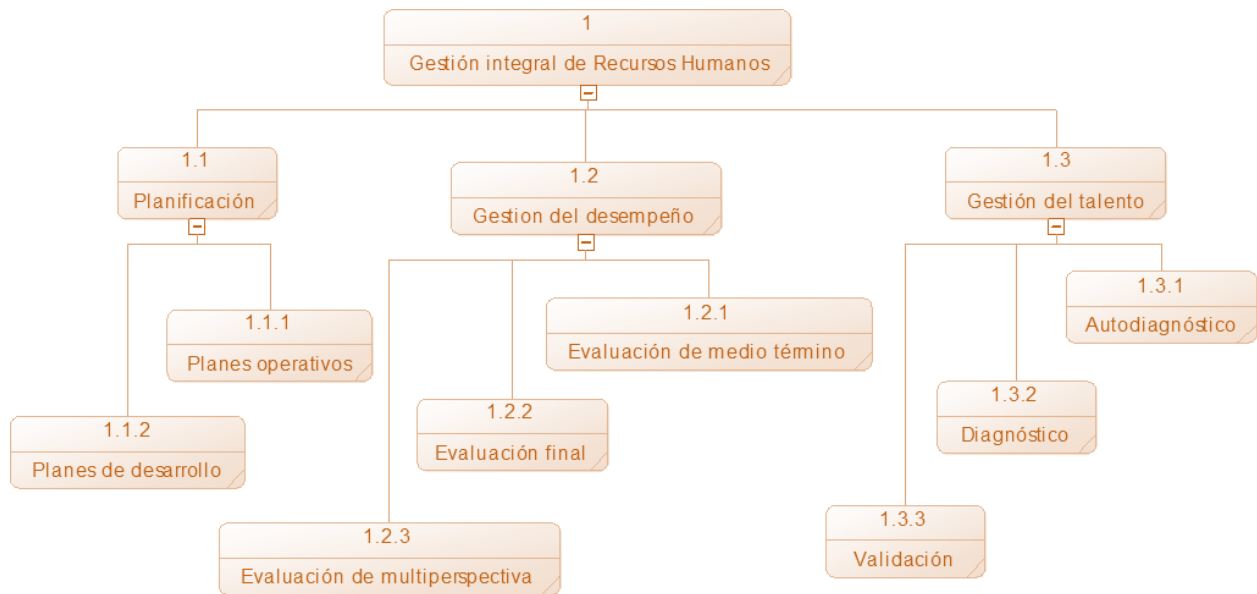 1
Gestión integral de Recursos Humanos
1.1
Planificación
1.2
Gestion del desempeño
1.3
Gestión del talento
1.1.1
Planes operativos
1.1.2
Planes de desarrollo
1.2.1
Evaluación de medio término
1.2.2
Evaluación final
1.2.3
Evaluación de multiperspectiva
1.3.1
Autodiagnóstico
1.3.2
Diagnóstico
1.3.3
Validación